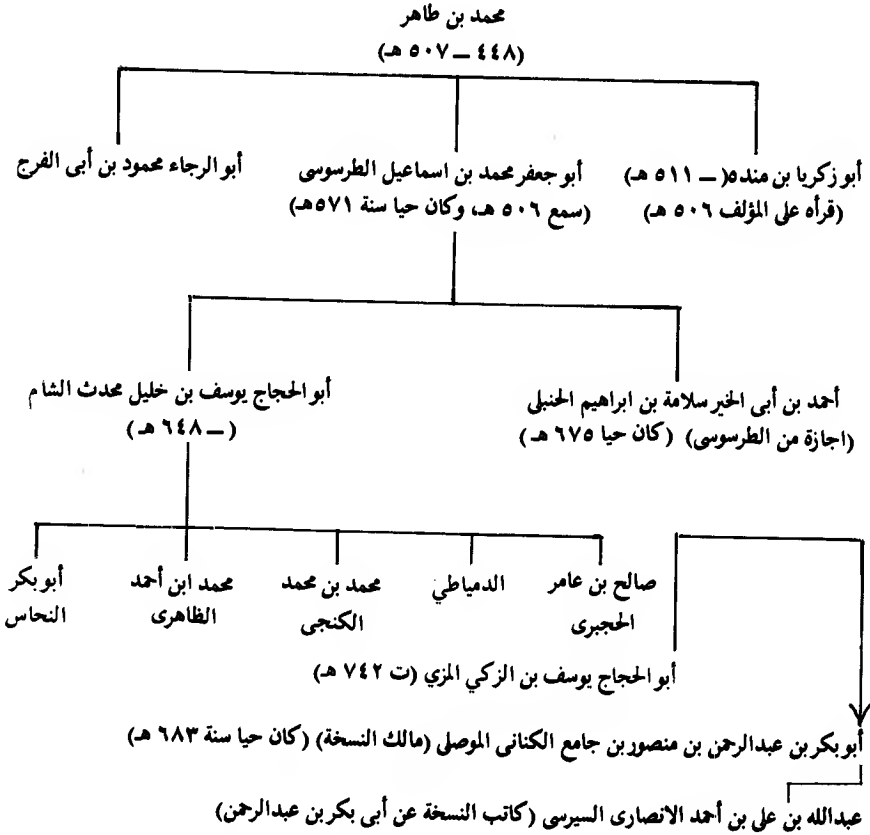 محمد بن طاهر
(٤٤٨ ــ ٥٠٧ هـ)
أبو زكريا بن منده( ــ ٥١١ هـ)
(قرأه على المؤلف ٥٠٦ هـ)
أبو جعفر محمد بن اسماعيل الطرسوسى
(سمع ٥٠٦ هـ، وكان حيا سنة ٥٧١هـ)
أبو الرجاء محمود بن أبى الفرج
أحمد بن أبى الخير سلامة بن ابراهيم الحنبلى
(اجازة من الطرسوسى) (كان حيا ٦٧٥ هـ)
أبو الحجاج يوسف بن خليل محدث الشام
( ــ ٦٤٨ هـ)
صالح بن عامر
الحجبرى
الدمياطي
محمد بن محمد
الكنجى
محمد ابن أحمد
الظاهرى
أبو بكر
النحاس
أبو الحجاج يوسف بن الزكي المزي (ت ٧٤٢ هـ)
أبو بكر بن عبدالرحمن بن منصور بن جامع الكنانى الموصلى (مالك النسخة) (كان حيا سنة ٦٨٣ هـ)
عبدالله بن على بن أحمد الانصارى السيرسى (كاتب النسخة عن أبى بكر بن عبدالرحمن)